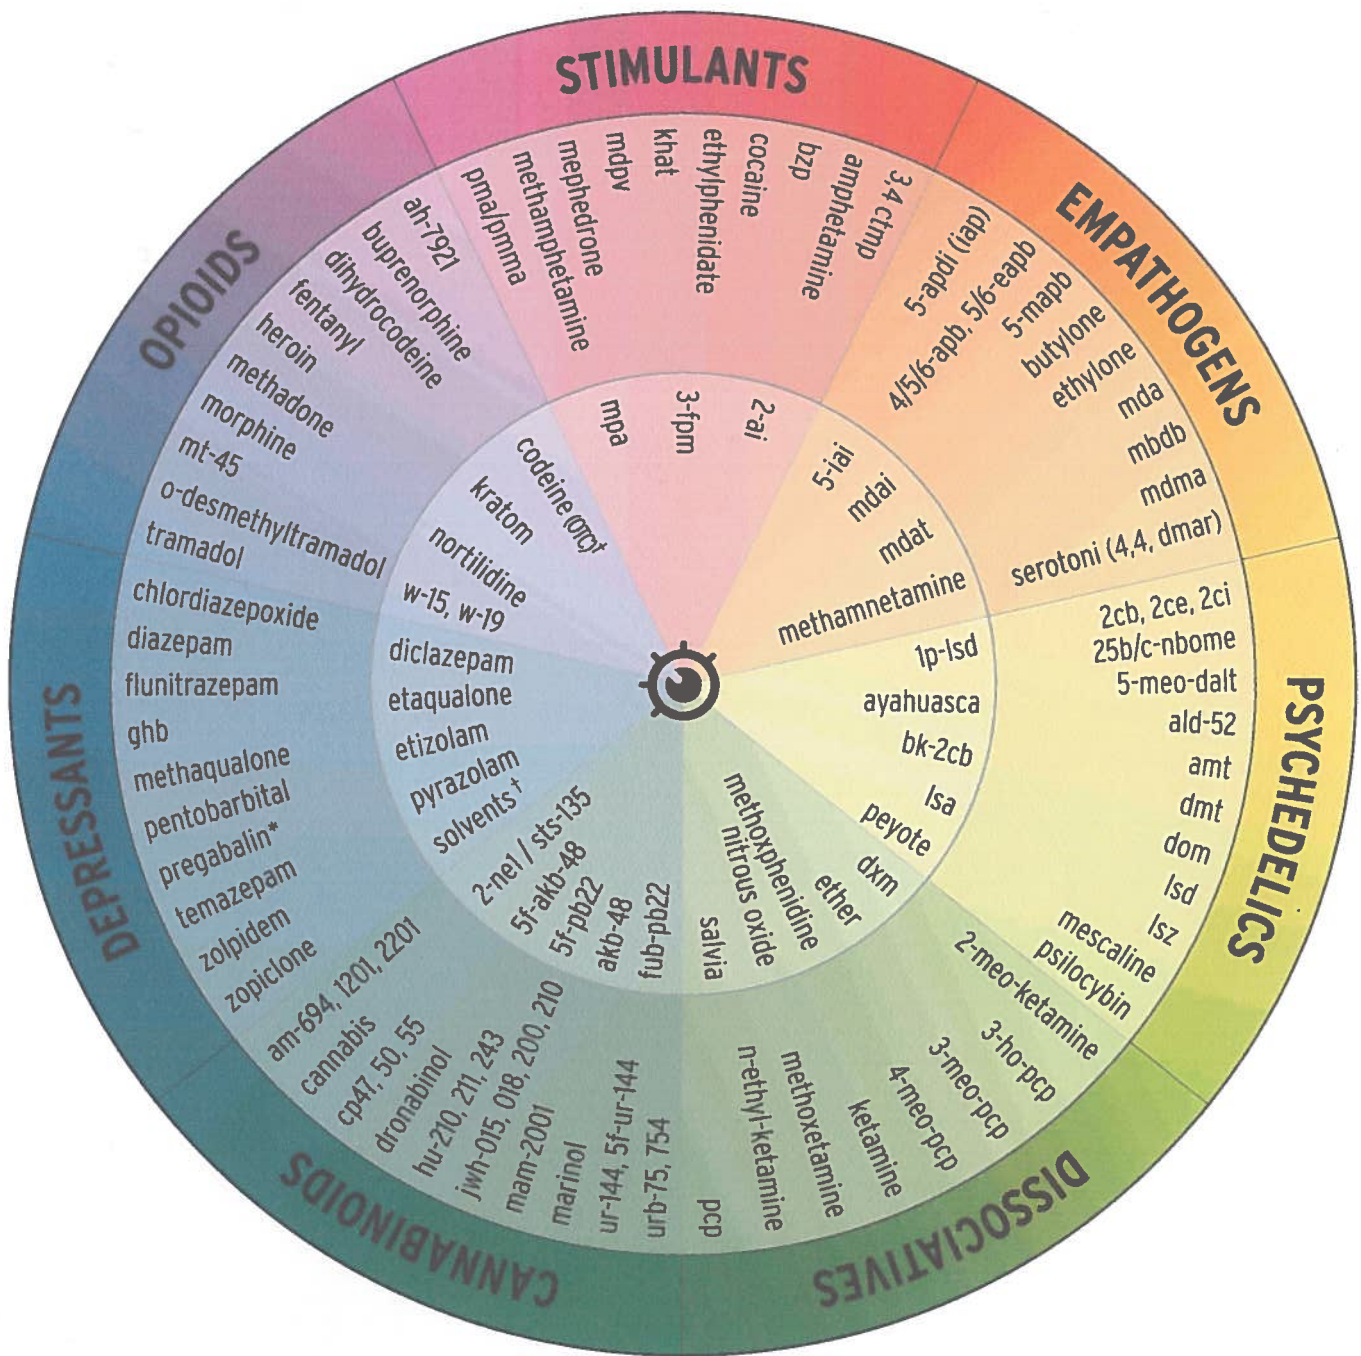 STIMULANTS
pma/pmma
methamphetamine
mephedrone
mdpv
khat
ethylphenidate
cocaine
bzp
amphetamine
3,4 ctmp
mpa
3-fpm
2-ai
EMPATHOGENS
5-apdi (iap)
4/5/6-apb, 5/6-eapb
5-mapb
butylone
ethylone
mda
mbdb
mdma
serotoni (4,4, dmar)
5-iai
mdai
mdat
methamnetamine
PSYCHEDELICS
2cb, 2ce, 2ci
25b/c-nbome
5-meo-dalt
ald-52
amt
dmt
dom
lsd
lsz
mescaline
psilocybin
1p-lsd
ayahuasca
bk-2cb
lsa
peyote
DISSOCIATIVES
2-meo-ketamine
3-ho-pcp
3-meo-pcp
4-meo-pcp
ketamine
methoxetamine
n-ethyl-ketamine
pcp
dxm
ether
methoxphenidine
nitrous oxide
salvia
CANNABINOIDS
am-694, 1201, 2201
cannabis
cp47, 50, 55
dronabinol
hu-210, 211, 243
jwh-015, 018, 200, 210
mam-2001
marinol
ur-144, 5f-ur-144
urb-75, 754
2-ne1 / sts-135
5f-akb-48
5f-pb22
akb-48
fub-pb22
DEPRESSANTS
chlordiazepoxide
diazepam
flunitrazepam
ghb
methaqualone
pentobarbital
pregabalin*
temazepam
zolpidem
zopiclone
diclazepam
etaqualone
etizolam
pyrazolam
solvents †
OPIOIDS
ah-7921
buprenorphine
dihydrocodeine
fentanyl
heroin
methadone
morphine
mt-45
o-desmethyltramadol
tramadol
codeine (OTC)†
kratom
nortilidine
w-15, w-19